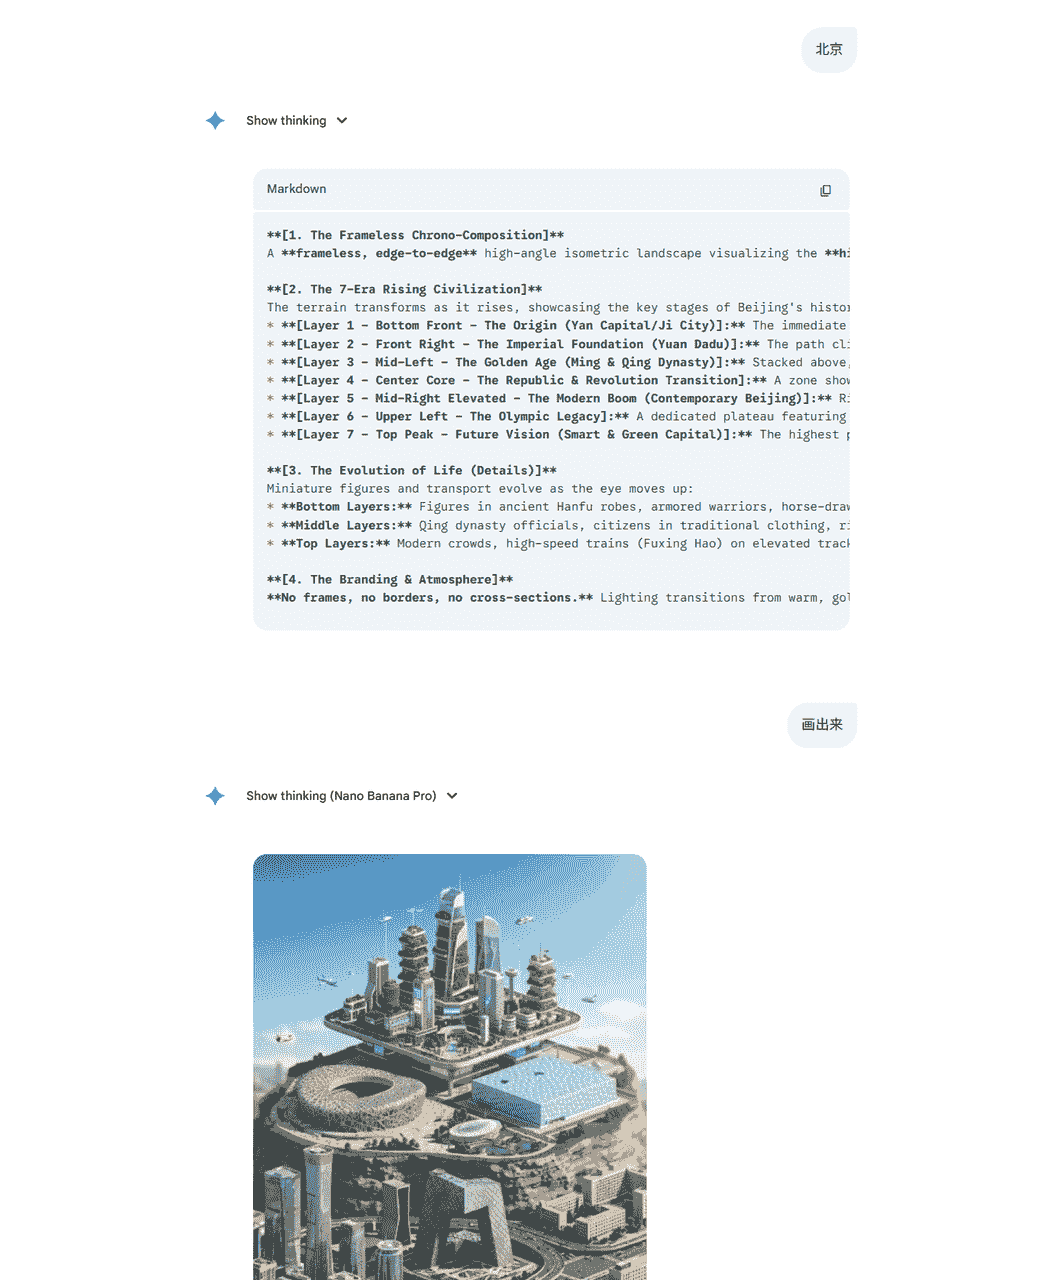 北京
Show thinking
Markdown
**[1. The Frameless Chrono-Composition]**
A **frameless, edge-to-edge** high-angle isometric landscape visualizing the **hi
**[2. The 7-Era Rising Civilization]**
The terrain transforms as it rises, showcasing the key stages of Beijing's histor
* **[Layer 1 - Bottom Front - The Origin (Yan Capital/Ji City)]:** The immediate
* **[Layer 2 - Front Right - The Imperial Foundation (Yuan Dadu)]:** The path cli
* **[Layer 3 - Mid-Left - The Golden Age (Ming & Qing Dynasty)]:** Stacked above,
* **[Layer 4 - Center Core - The Republic & Revolution Transition]:** A zone show
* **[Layer 5 - Mid-Right Elevated - The Modern Boom (Contemporary Beijing)]:** Ri
* **[Layer 6 - Upper Left - The Olympic Legacy]:** A dedicated plateau featuring
* **[Layer 7 - Top Peak - Future Vision (Smart & Green Capital)]:** The highest p
**[3. The Evolution of Life (Details)]**
Miniature figures and transport evolve as the eye moves up:
* **Bottom Layers:** Figures in ancient Hanfu robes, armored warriors, horse-draw
* **Middle Layers:** Qing dynasty officials, citizens in traditional clothing, ri
* **Top Layers:** Modern crowds, high-speed trains (Fuxing Hao) on elevated track
**[4. The Branding & Atmosphere]**
**No frames, no borders, no cross-sections.** Lighting transitions from warm, gol
画出来
Show thinking (Nano Banana Pro)